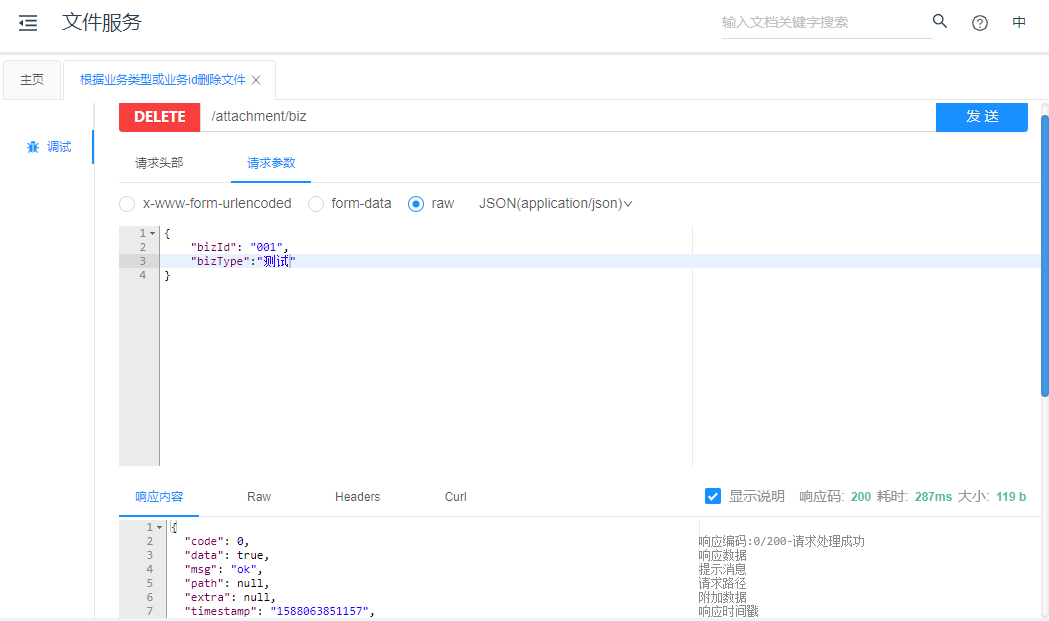 文件服务
输入文档关键字搜索
中
主页
根据业务类型或业务id删除文件
DELETE
/attachment/biz
发 送
调试
请求头部
请求参数
x-www-form-urlencoded
form-data
raw
JSON(application/json)
1 {
2 "bizId": "001",
3 "bizType":"测试"
4 }
响应内容
Raw
Headers
Curl
显示说明
响应码: 200 耗时: 287ms 大小: 119 b
1 {
2 "code": 0, 响应编码:0/200-请求处理成功
3 "data": true, 响应数据
4 "msg": "ok", 提示消息
5 "path": null, 请求路径
6 "extra": null, 附加数据
7 "timestamp": "1588063851157", 响应时间戳